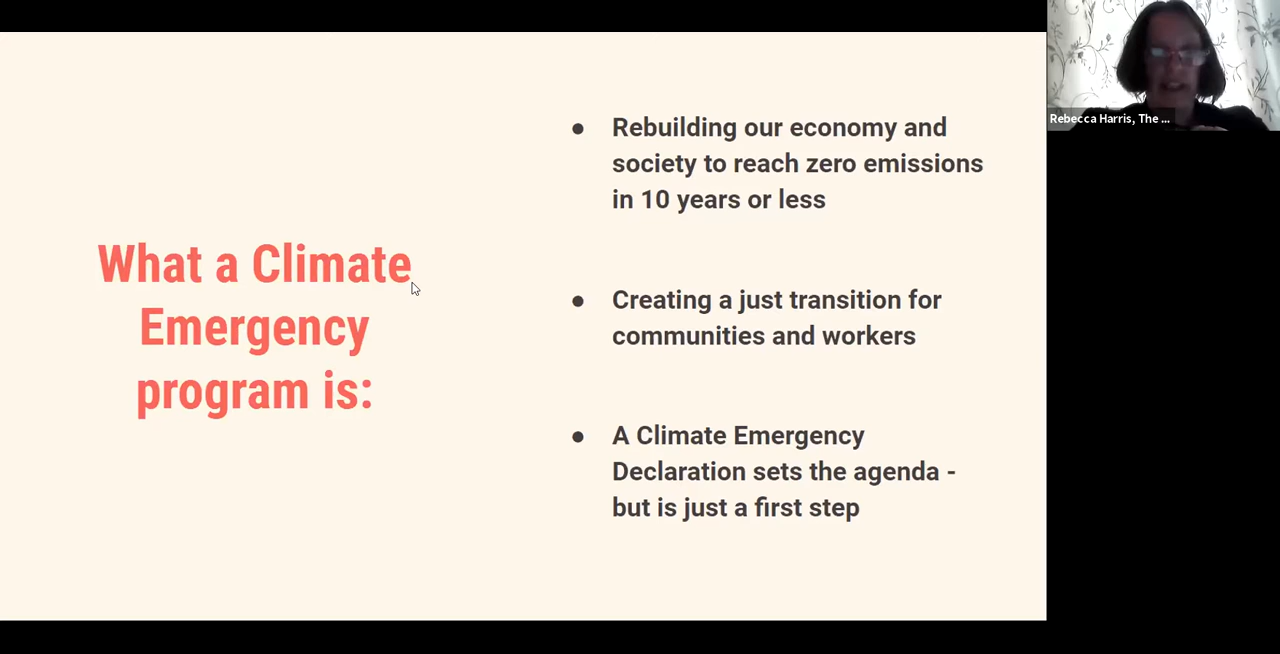 What a Climate
Emergency
program is:
● Rebuilding our economy and
society to reach zero emissions
in 10 years or less
● Creating a just transition for
communities and workers
● A Climate Emergency
Declaration sets the agenda -
but is just a first step
Rebecca Harris, The ...